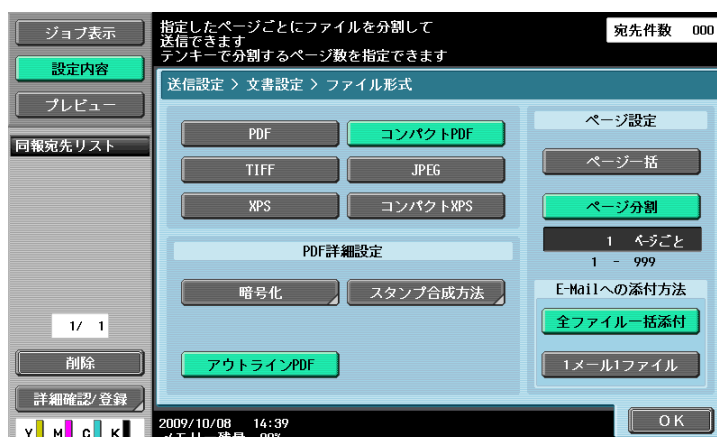 ジョブ表示
設定内容
プレビュー
同報宛先リスト
1/ 1
削除
詳細確認/登録
Y M C K
指定したページごとにファイルを分割して
送信できます
テンキーで分割するページ数を指定できます
宛先件数 000
送信設定 > 文書設定 > ファイル形式
PDF コンパクトPDF
TIFF JPEG
XPS コンパクトXPS
PDF詳細設定
暗号化 スタンプ合成方法
アウトラインPDF
ページ設定
ページ一括
ページ分割
1 ページごと
1 - 999
E-Mailへの添付方法
全ファイル一括添付
1メール1ファイル
2009/10/08 14:39
メモリー残量 99%
OK